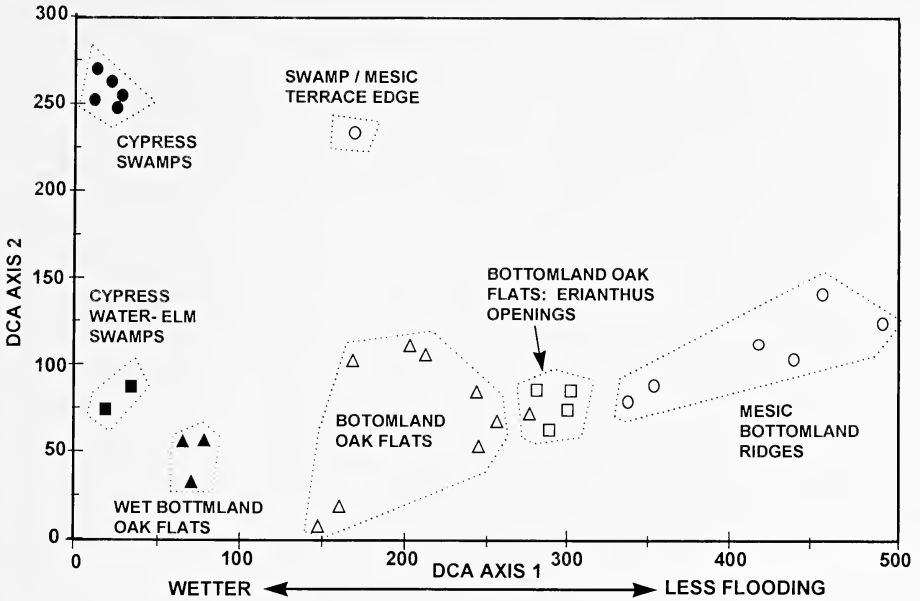 300
250
200
150
100
50
0
DCA AXIS 2
CYPRESS
SWAMPS
SWAMP / MESIC
TERRACE EDGE
CYPRESS
WATER- ELM
SWAMPS
BOTTOMLAND OAK
FLATS: ERIANTHUS
OPENINGS
BOTOMLAND
OAK FLATS
MESIC
BOTTOMLAND
RIDGES
WET BOTTMLAND
OAK FLATS
0
100
200
300
400
500
DCA AXIS 1
WETTER
LESS FLOODING